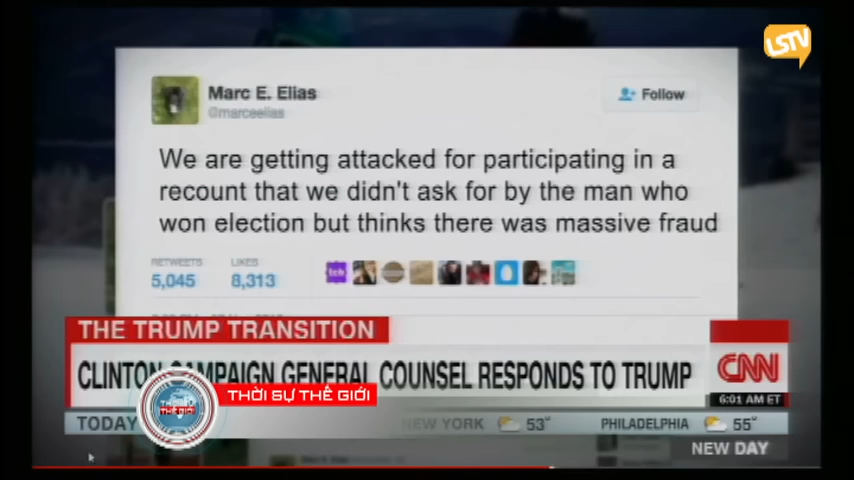 LSTV
Marc E. Elias
@marceelias
Follow
We are getting attacked for participating in a
recount that we didn't ask for by the man who
won election but thinks there was massive fraud
RETWEETS
LIKES
5,045
8,313
THE TRUMP TRANSITION
CLINTON CAMPAIGN GENERAL COUNSEL RESPONDS TO TRUMP
CNN
6:01 AM ET
THỜI SỰ THẾ GIỚI
TODAY
NEW YORK 53° PHILADELPHIA 55°
NEW DAY